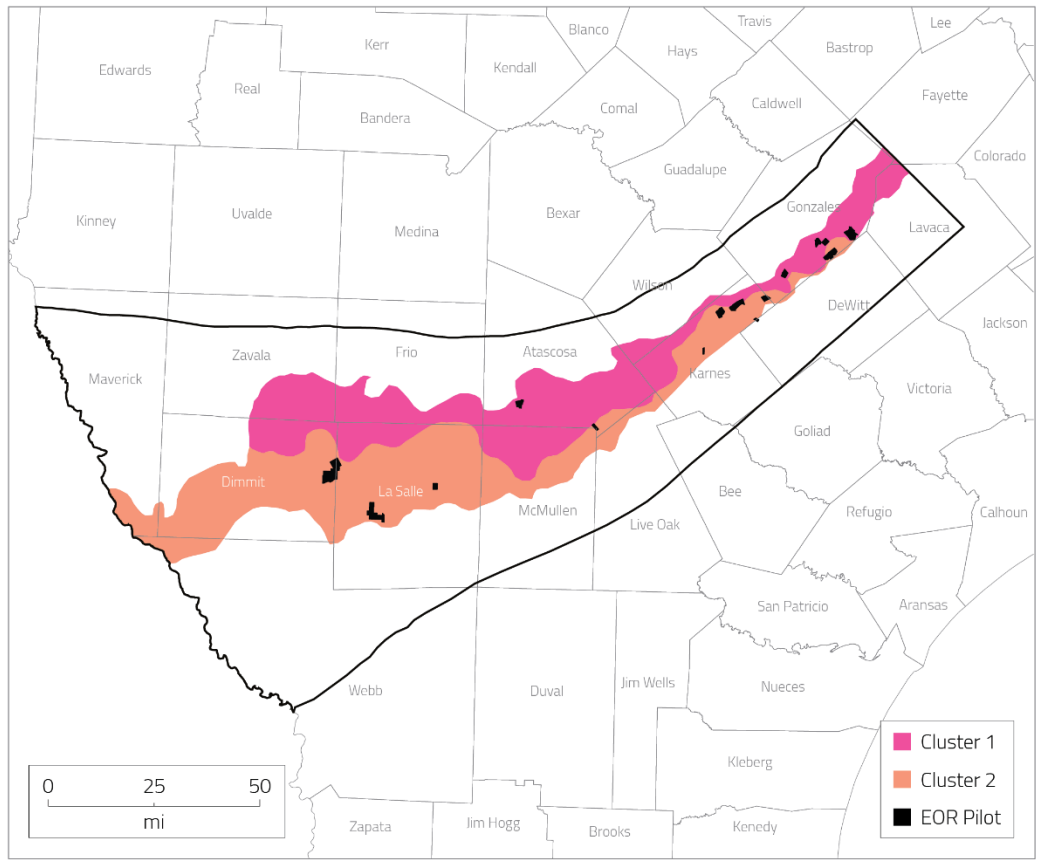 Blanco
Travis
Lee
Kerr
Hays
Bastrop
Edwards
Kendall
Real
Comal
Caldwell
Fayette
Bandera
Colorado
Guadalupe
Kinney
Uvalde
Bexar
Gonzales
Medina
Lavaca
Wilson
DeWitt
Jackson
Zavala
Frio
Atascosa
Maverick
Karnes
Victoria
Goliad
Dimmit
La Salle
Bee
McMullen
Refugio
Calhoun
Live Oak
San Patricio
Aransas
Webb
Duval
Jim Wells
Nueces
Kleberg
Zapata
Jim Hogg
Brooks
Kenedy
0 25 50
mi
Cluster 1
Cluster 2
EOR Pilot